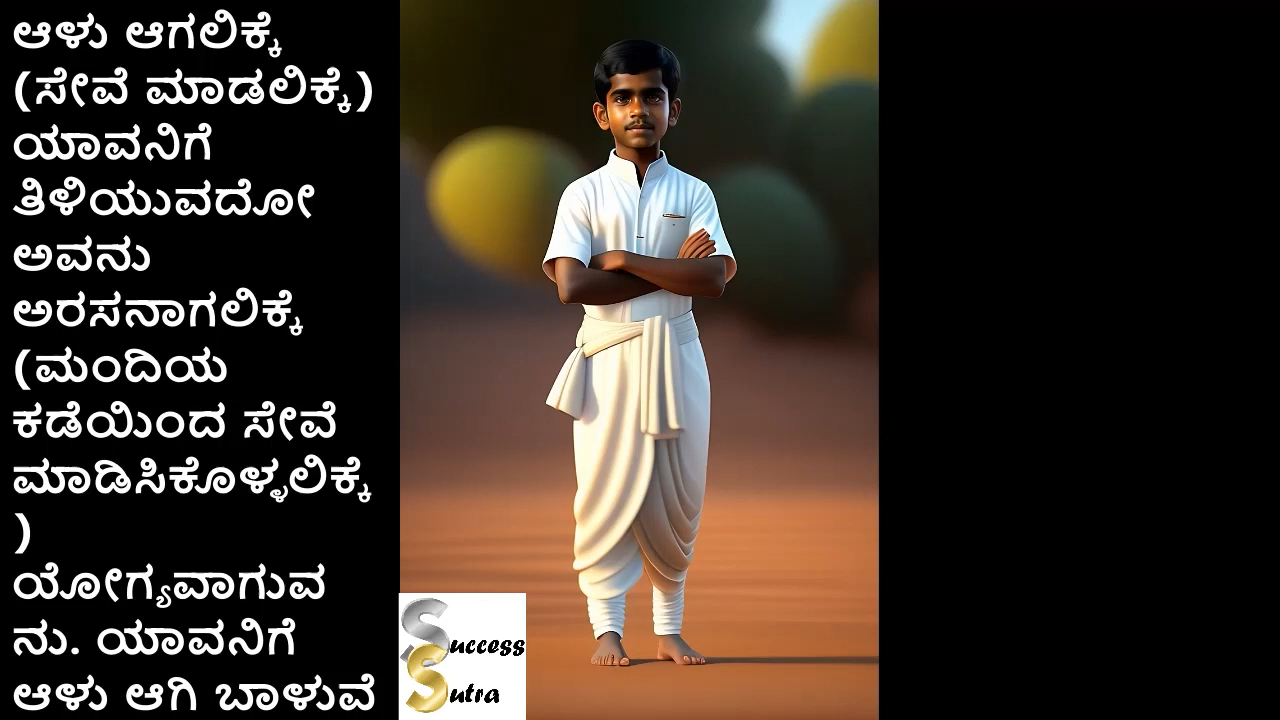 ಆಳು ಆಗಲಿಕ್ಕೆ
(ಸೇವೆ ಮಾಡಲಿಕ್ಕೆ)
ಯಾವನಿಗೆ
ತಿಳಿಯುವದೋ
ಅವನು
ಅರಸನಾಗಲಿಕ್ಕೆ
(ಮಂದಿಯ
ಕಡೆಯಿಂದ ಸೇವೆ
ಮಾಡಿಸಿಕೊಳ್ಳಲಿಕ್ಕೆ
)
ಯೋಗ್ಯವಾಗುವ
ನು. ಯಾವನಿಗೆ
ಆಳು ಆಗಿ ಬಾಳುವೆ
Success
Sutra